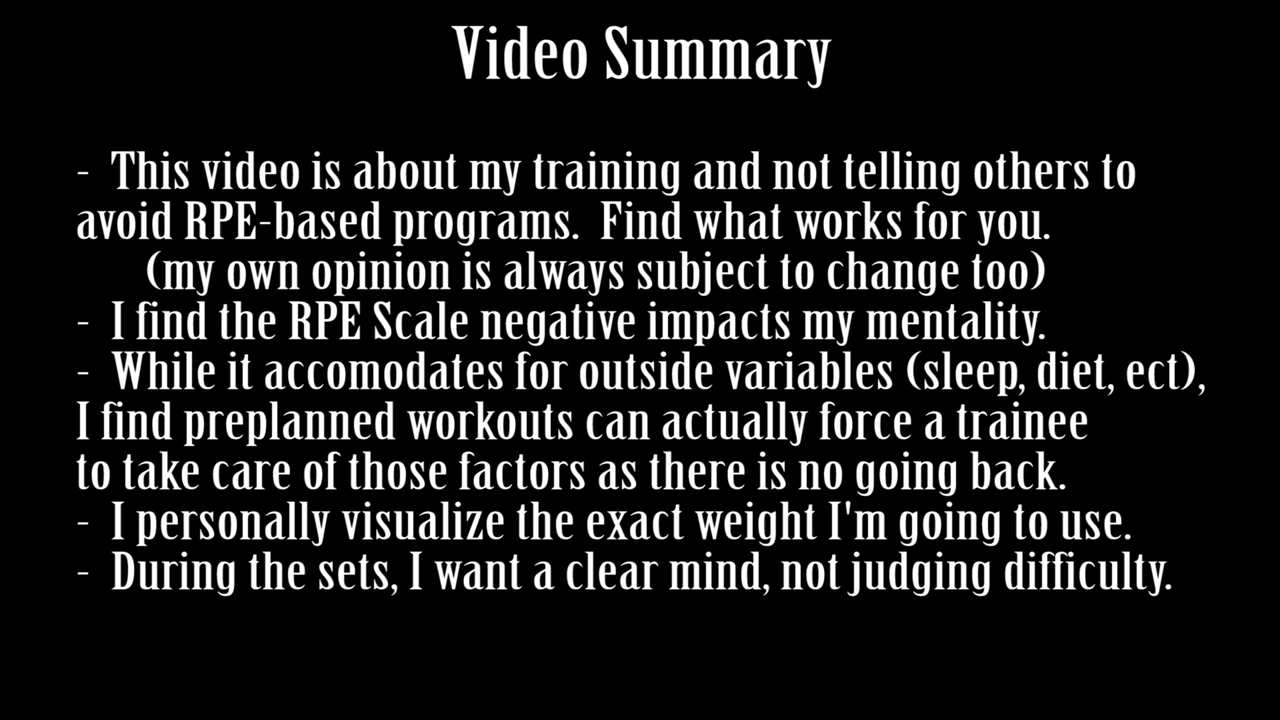 Video Summary
- This video is about my training and not telling others to
avoid RPE-based programs. Find what works for you.
(my own opinion is always subject to change too)
- I find the RPE Scale negative impacts my mentality.
- While it accomodates for outside variables (sleep, diet, ect),
I find preplanned workouts can actually force a trainee
to take care of those factors as there is no going back.
- I personally visualize the exact weight I'm going to use.
- During the sets, I want a clear mind, not judging difficulty.